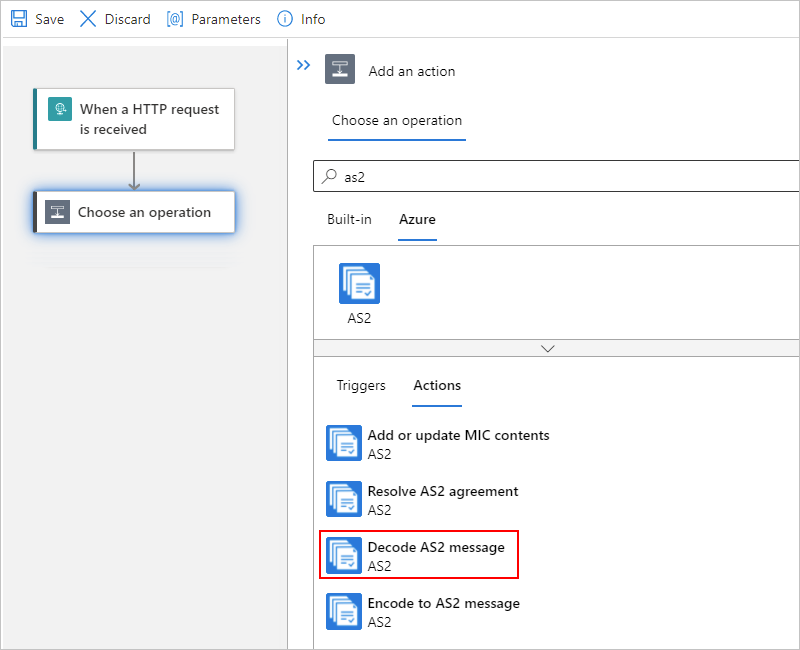 Save Discard Parameters Info
When a HTTP request
is received
Choose an operation
Add an action
Choose an operation
as2
Built-in Azure
AS2
Triggers Actions
Add or update MIC contents
AS2
Resolve AS2 agreement
AS2
Decode AS2 message
AS2
Encode to AS2 message
AS2